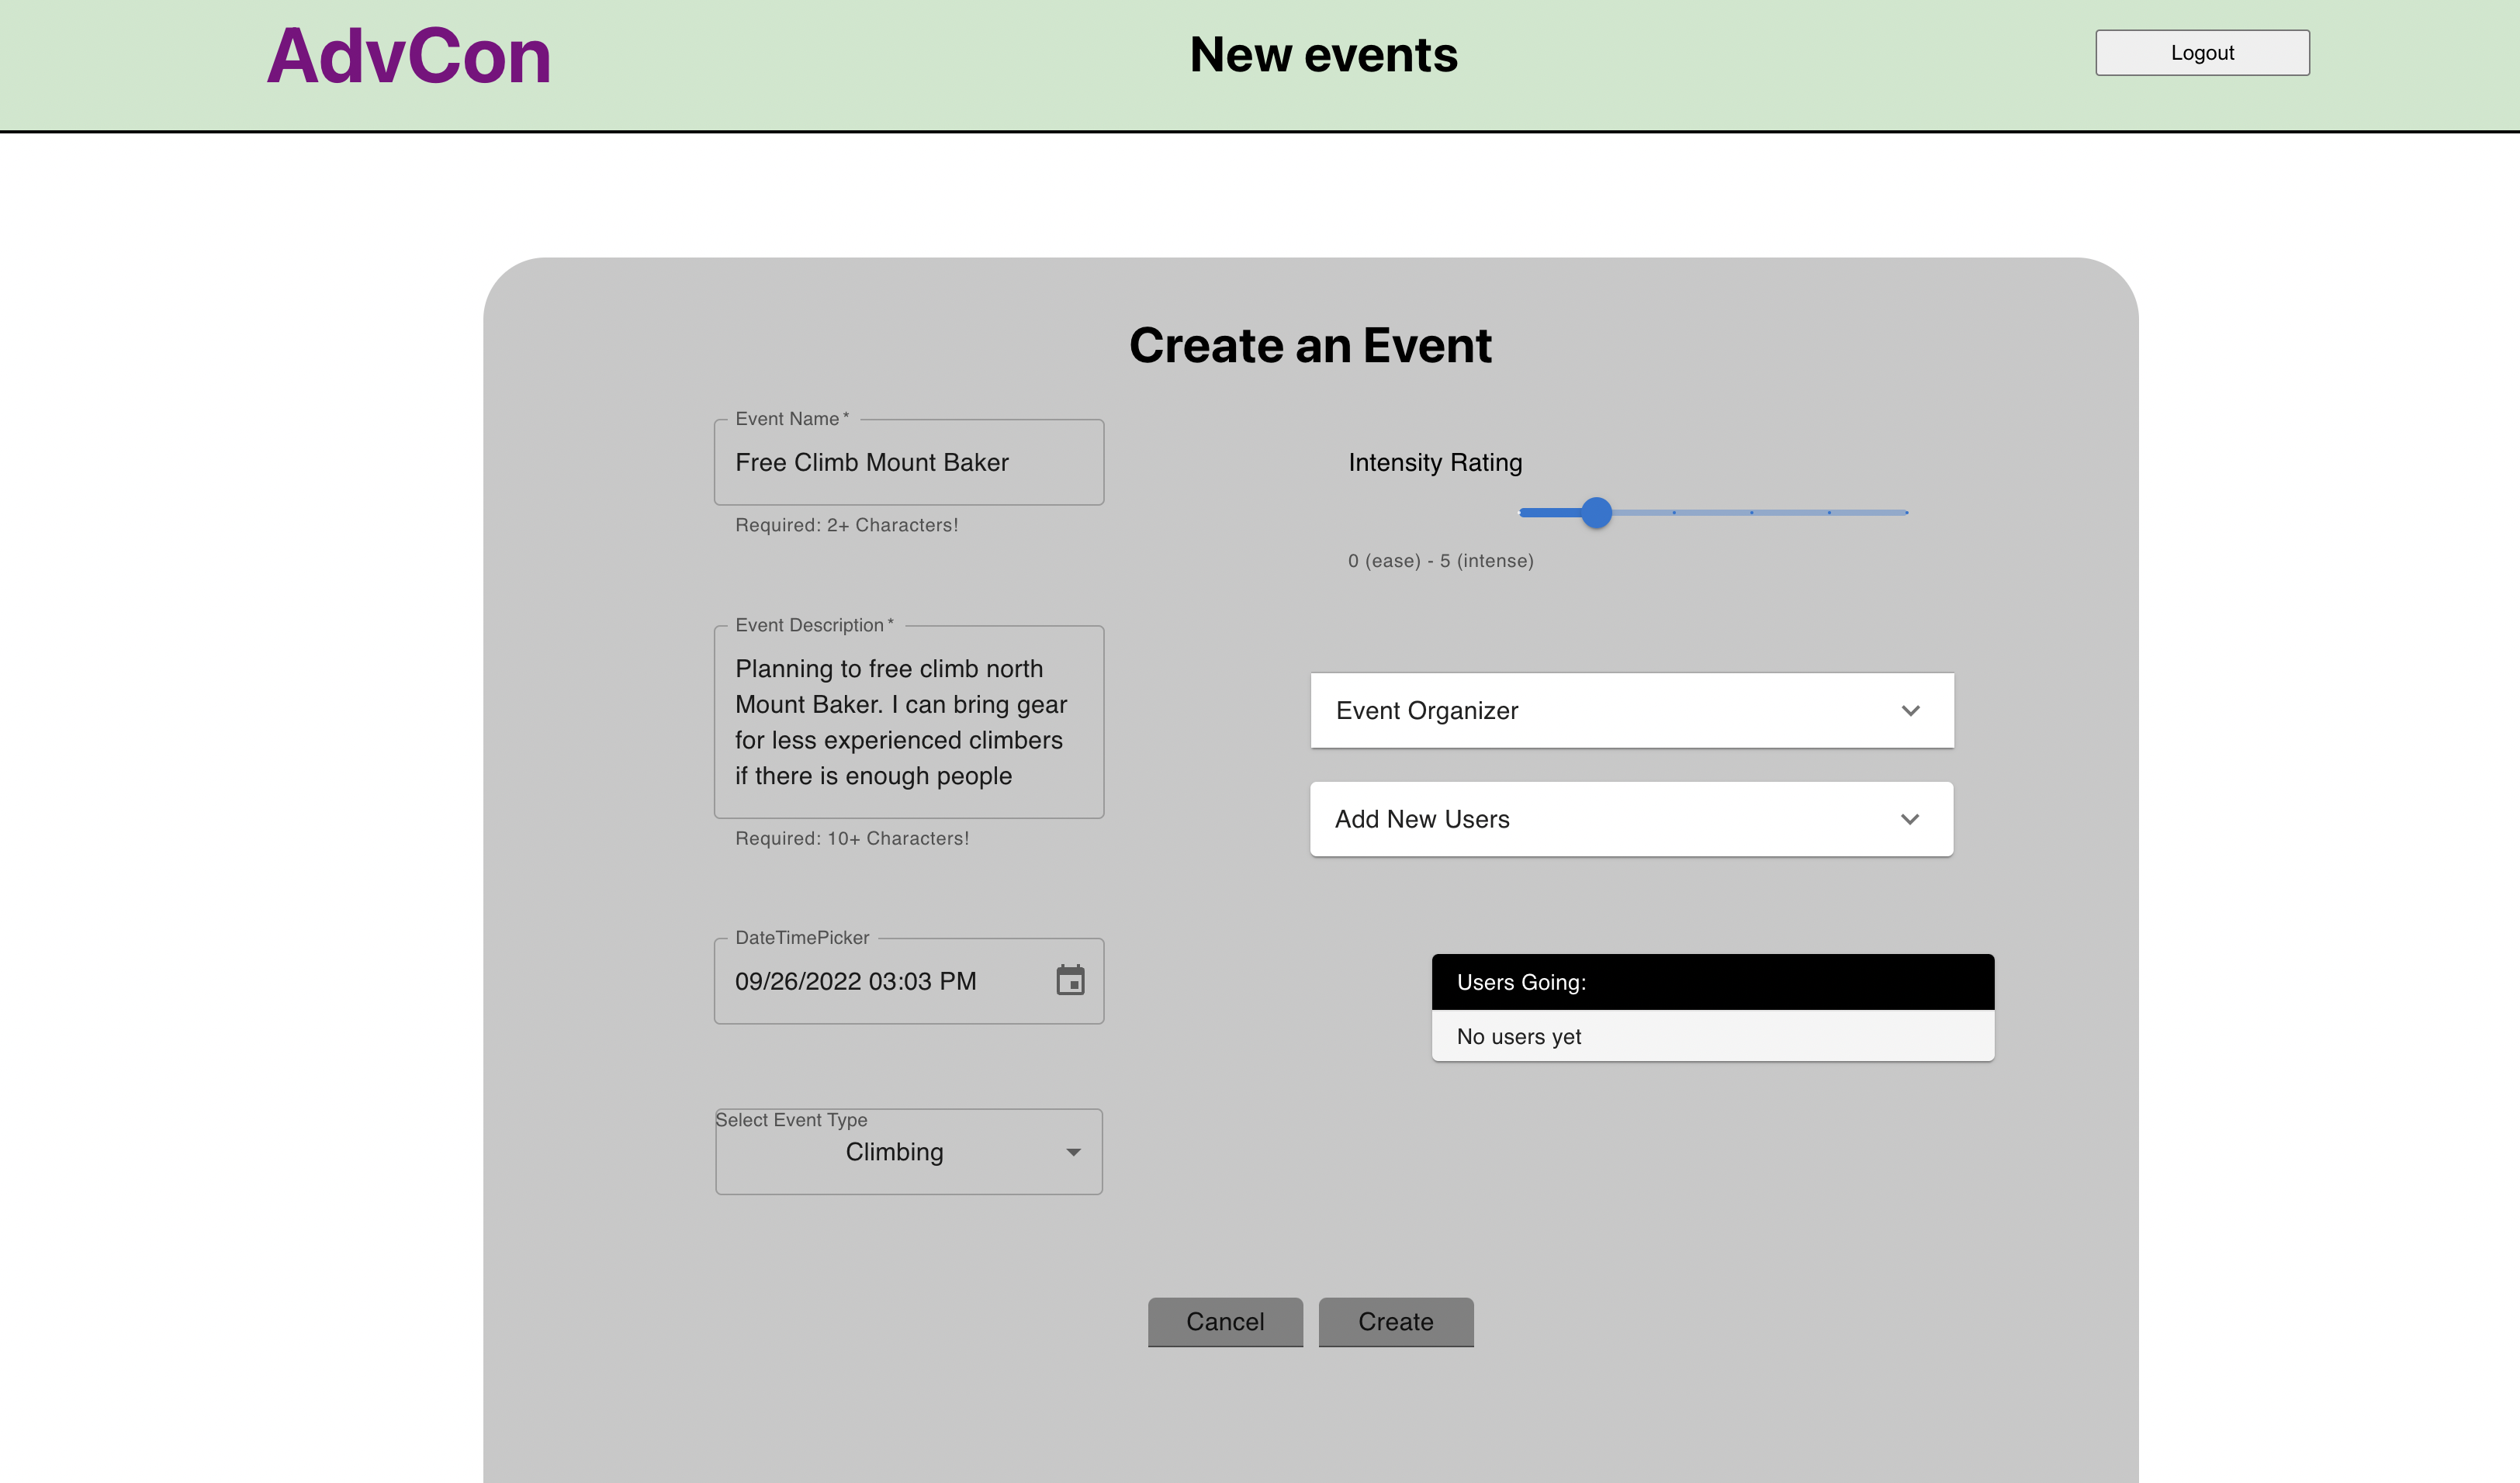 AdvCon
New events
Logout
Create an Event
Event Name *
Free Climb Mount Baker
Required: 2+ Characters!
Event Description *
Planning to free climb north
Mount Baker. I can bring gear
for less experienced climbers
if there is enough people
Required: 10+ Characters!
DateTimePicker
09/26/2022 03:03 PM
Select Event Type
Climbing
Intensity Rating
0 (ease) - 5 (intense)
Event Organizer
Add New Users
Users Going:
No users yet
Cancel
Create